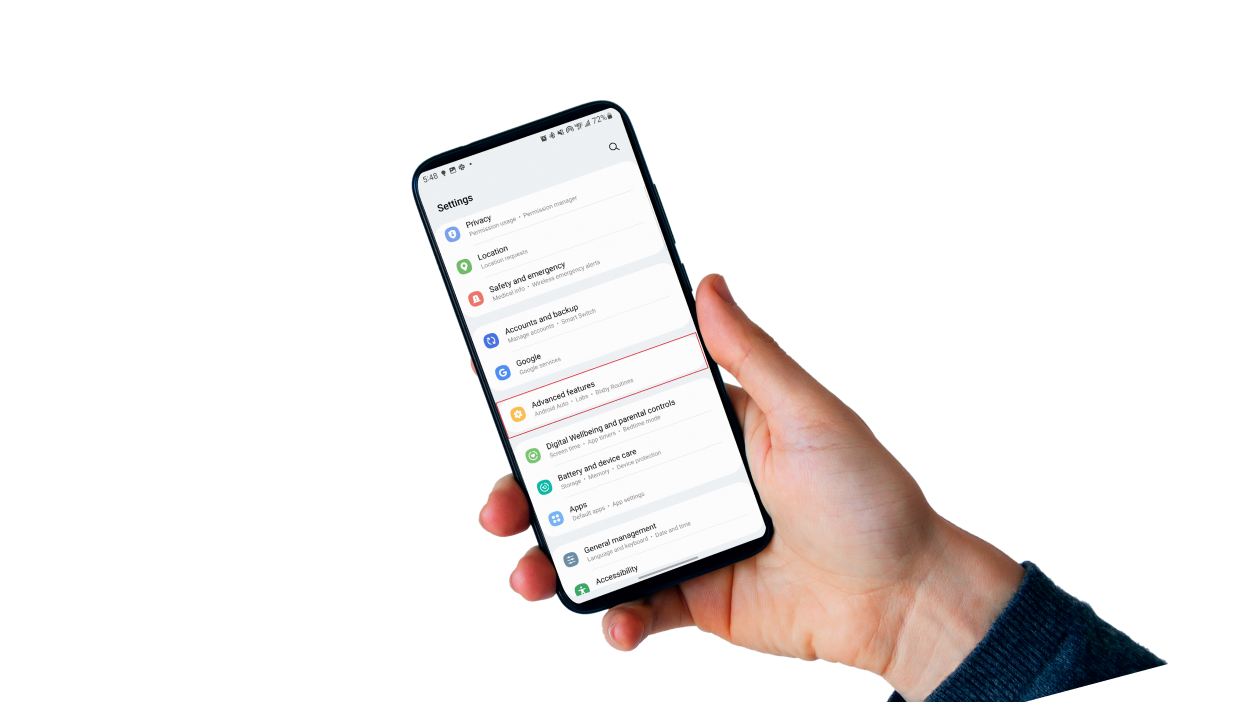 5:48 72%
Settings
Privacy
Permission usage • Permission manager
Location
Location requests
Safety and emergency
Medical info • Wireless emergency alerts
Accounts and backup
Manage accounts • Smart Switch
Google
Google services
Advanced features
Android Auto • Labs • Bixby Routines
Digital Wellbeing and parental controls
Screen time • App timers • Bedtime mode
Battery and device care
Storage • Memory • Device protection
Apps
Default apps • App settings
General management
Language and keyboard • Date and time
Accessibility